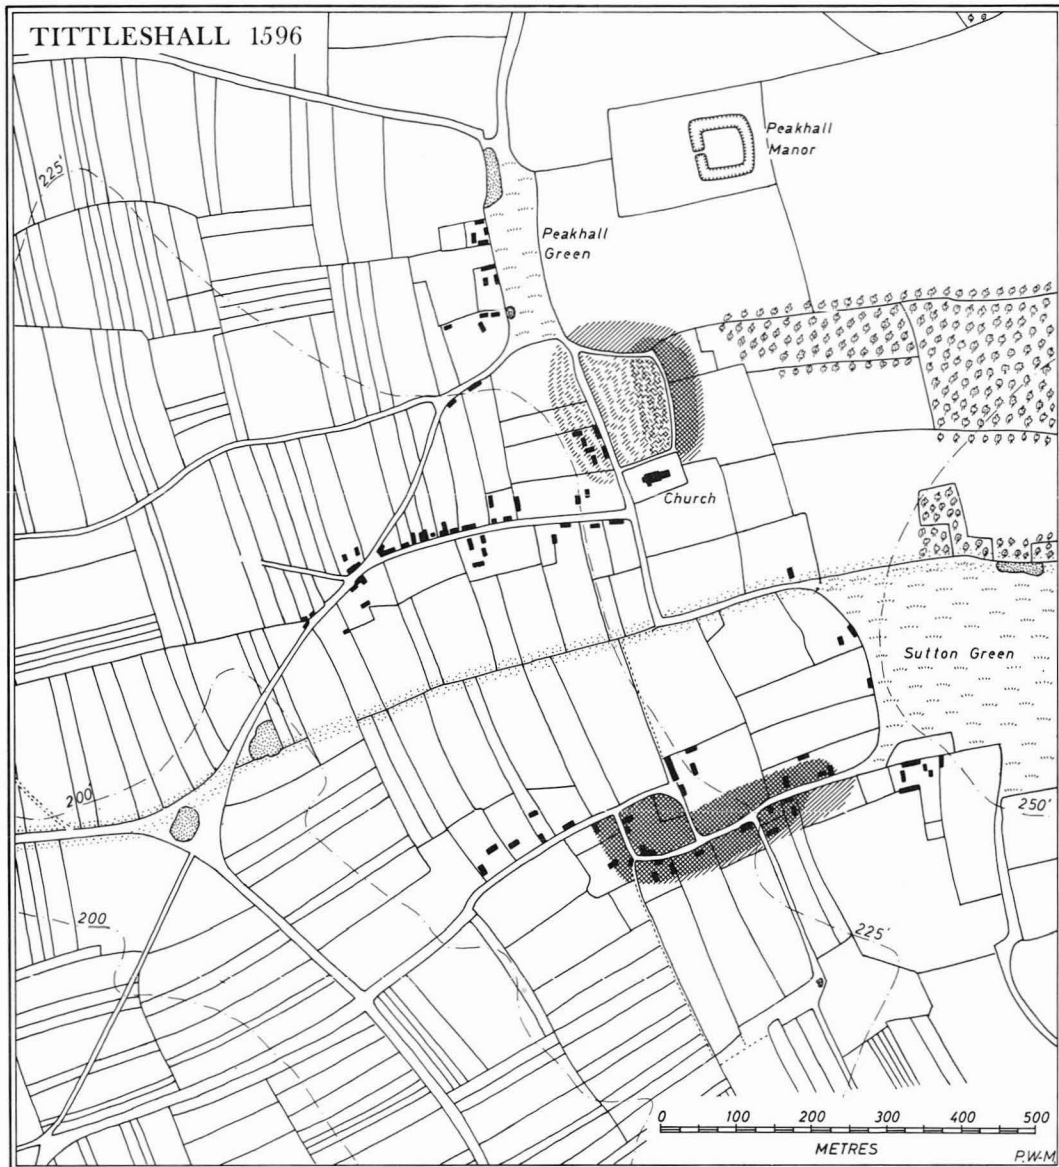 TITTLESHALL 1596
Peakhall
Manor
225'
Peakhall
Green
Church
Sutton Green
200'
250'
200
225'
0 100 200 300 400 500
METRES
P.W-M